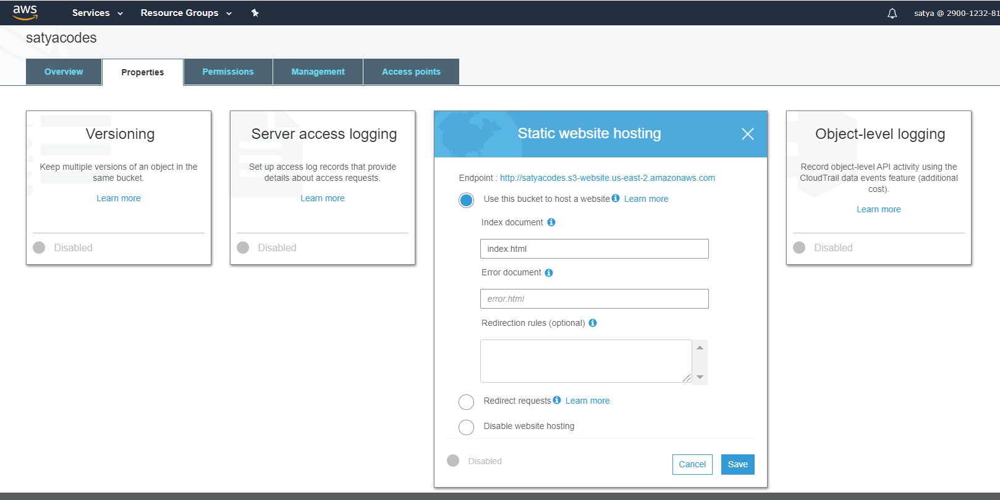 aws Services Resource Groups satya @ 2900-1232-81
satyacodes
Overview Properties Permissions Management Access points
Versioning
Keep multiple versions of an object in the
same bucket.
Learn more
Disabled
Server access logging
Set up access log records that provide
details about access requests.
Learn more
Disabled
Static website hosting
Endpoint : http://satyacodes.s3-website.us-east-2.amazonaws.com
Use this bucket to host a website Learn more
Index document
index.html
Error document
error.html
Redirection rules (optional)
Redirect requests Learn more
Disable website hosting
Disabled
Cancel Save
Object-level logging
Record object-level API activity using the
CloudTrail data events feature (additional
cost).
Learn more
Disabled